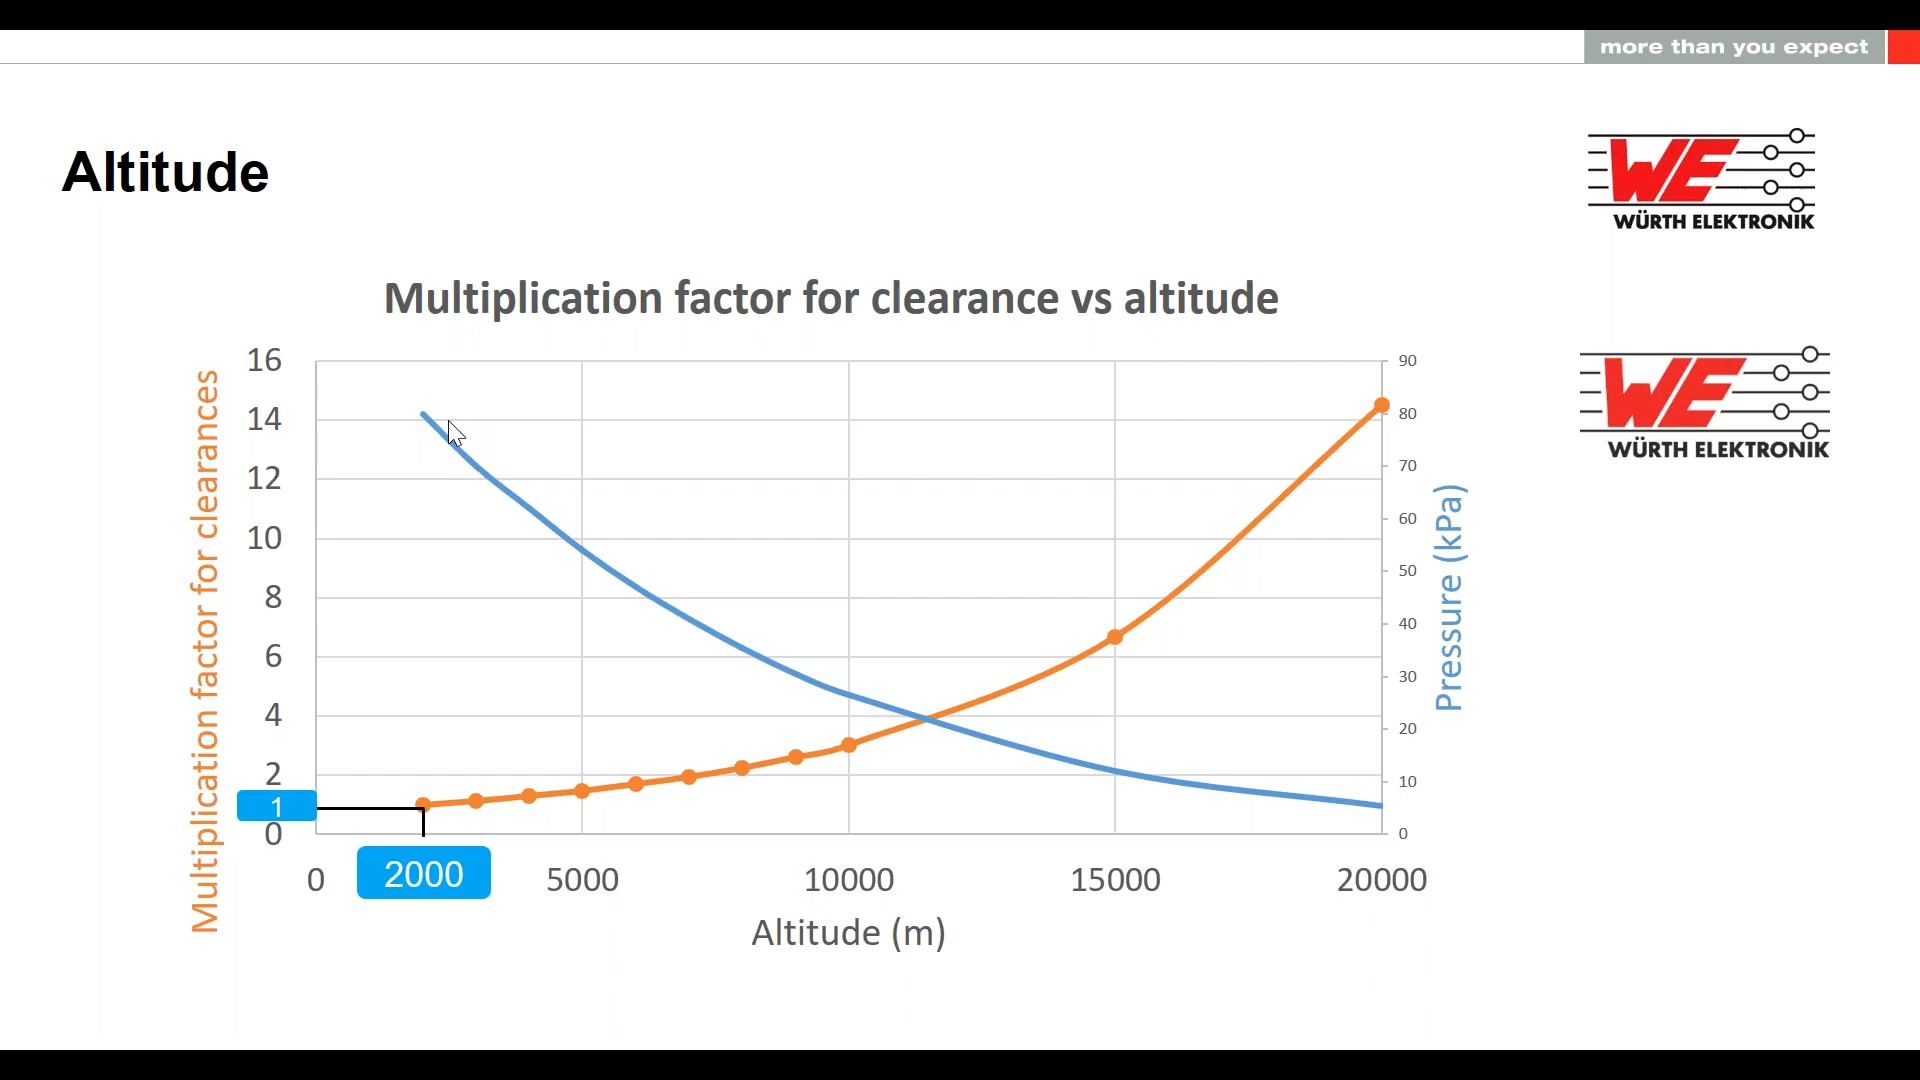 more than you expect
Altitude
WE
WÜRTH ELEKTRONIK
WE
WÜRTH ELEKTRONIK
Multiplication factor for clearance vs altitude
Multiplication factor for clearances
16
14
12
10
8
6
4
2
1
0
90
80
70
60
50
40
30
20
10
0
Pressure (kPa)
0
2000
5000
10000
15000
20000
Altitude (m)